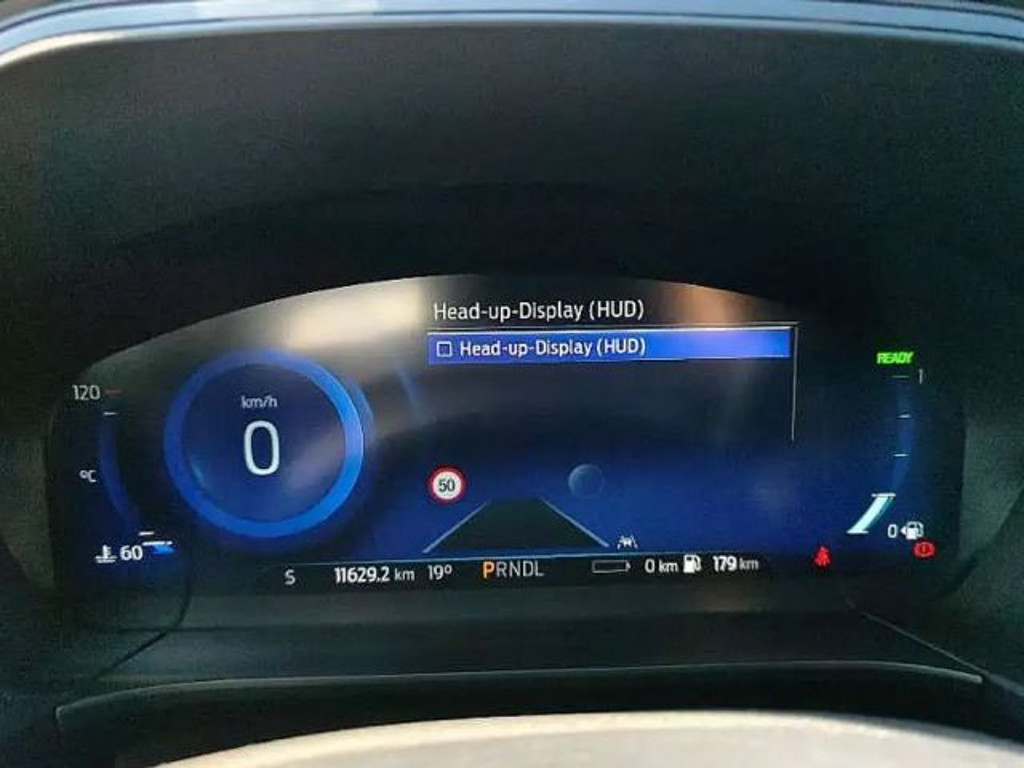 Head-up-Display (HUD)
Head-up-Display (HUD)
READY
120
1
km/h
0
°C
50
0
60
S 11629.2 km 19° PRNDL 0 km 179 km